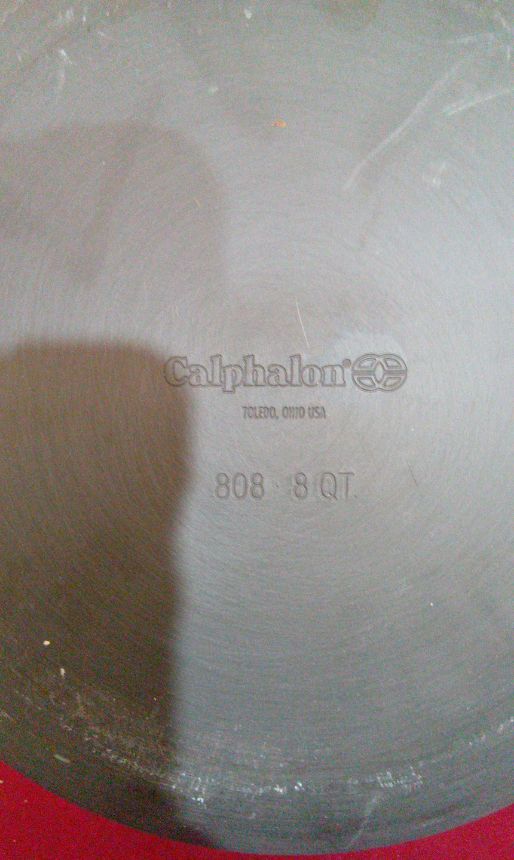 Calphalon®
TOLEDO, OHIO USA
808 8 QT.